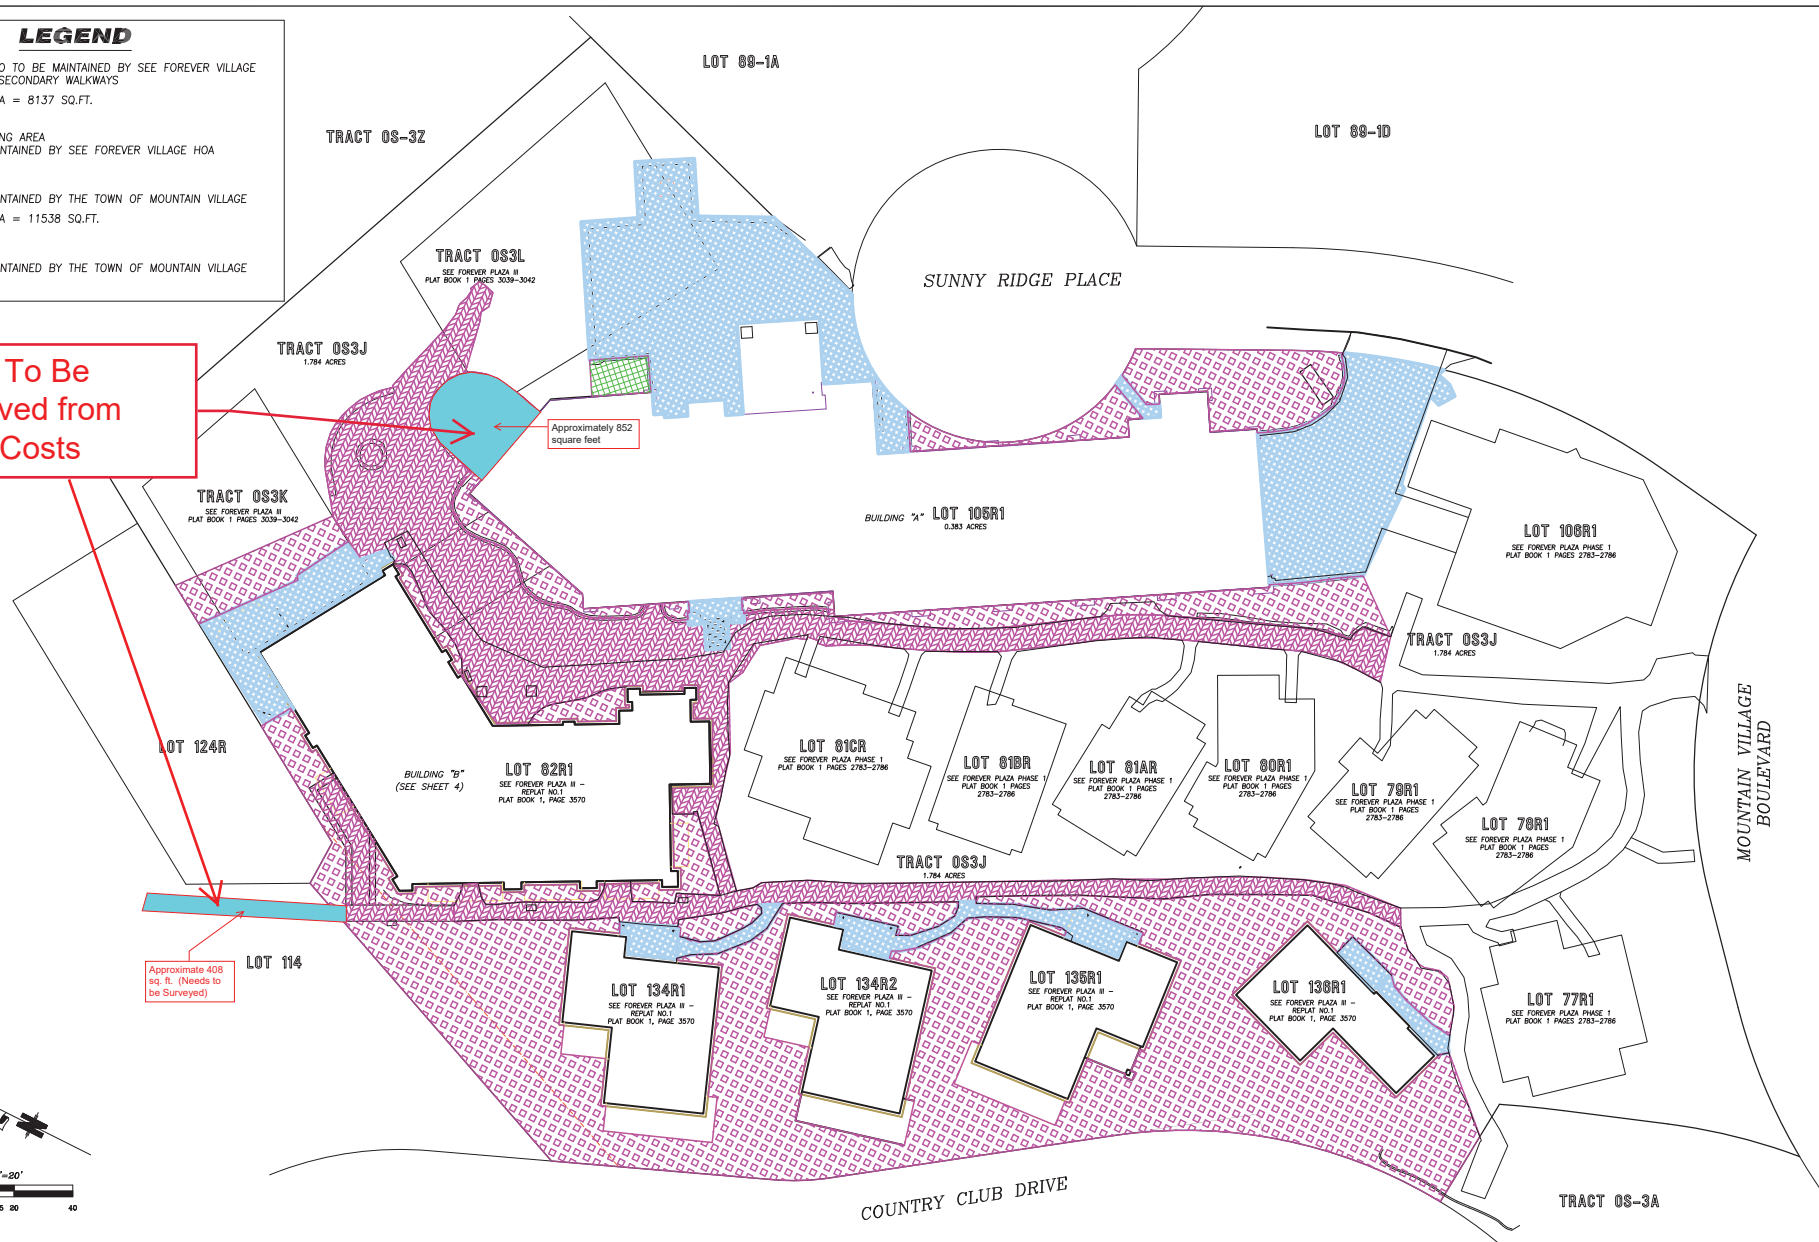 LEGEND
O TO BE MAINTAINED BY SEE FOREVER VILLAGE
SECONDARY WALKWAYS
A = 8137 SQ.FT.
NG AREA
NTAINED BY SEE FOREVER VILLAGE HOA
NTAINED BY THE TOWN OF MOUNTAIN VILLAGE
A = 11538 SQ.FT.
NTAINED BY THE TOWN OF MOUNTAIN VILLAGE
LOT 89-1A
TRACT OS-3Z
LOT 89-1D
TRACT OS3L
SEE FOREVER PLAZA III
PLAT BOOK 1 PAGES 3039-3042
SUNNY RIDGE PLACE
TRACT OS3J
1.784 ACRES
To Be
ved from
Costs
Approximately 852
square feet
TRACT OS3K
SEE FOREVER PLAZA III
PLAT BOOK 1 PAGES 3039-3042
BUILDING "A"
LOT 105R1
0.383 ACRES
LOT 106R1
SEE FOREVER PLAZA PHASE 1
PLAT BOOK 1 PAGES 2783-2786
TRACT OS3J
1.784 ACRES
MOUNTAIN VILLAGE
BOULEVARD
LOT 124R
BUILDING "B"
(SEE SHEET 4)
LOT 82R1
SEE FOREVER PLAZA III -
REPLAT NO.1
PLAT BOOK 1, PAGE 3570
LOT 81CR
SEE FOREVER PLAZA PHASE 1
PLAT BOOK 1 PAGES 2783-2786
LOT 81BR
SEE FOREVER PLAZA PHASE 1
PLAT BOOK 1 PAGES
2783-2786
LOT 81AR
SEE FOREVER PLAZA PHASE 1
PLAT BOOK 1 PAGES
2783-2786
LOT 80R1
SEE FOREVER PLAZA PHASE 1
PLAT BOOK 1 PAGES
2783-2786
LOT 79R1
SEE FOREVER PLAZA PHASE 1
PLAT BOOK 1 PAGES
2783-2786
LOT 78R1
SEE FOREVER PLAZA PHASE 1
PLAT BOOK 1 PAGES
2783-2786
TRACT OS3J
1.784 ACRES
Approximate 408
sq. ft. (Needs to
be Surveyed)
LOT 114
LOT 134R1
SEE FOREVER PLAZA III -
REPLAT NO.1
PLAT BOOK 1, PAGE 3570
LOT 134R2
SEE FOREVER PLAZA III -
REPLAT NO.1
PLAT BOOK 1, PAGE 3570
LOT 135R1
SEE FOREVER PLAZA III -
REPLAT NO.1
PLAT BOOK 1, PAGE 3570
LOT 136R1
SEE FOREVER PLAZA III -
REPLAT NO.1
PLAT BOOK 1, PAGE 3570
LOT 77R1
SEE FOREVER PLAZA PHASE 1
PLAT BOOK 1 PAGES 2783-2786
COUNTRY CLUB DRIVE
TRACT OS-3A
"=20'
5 20 40